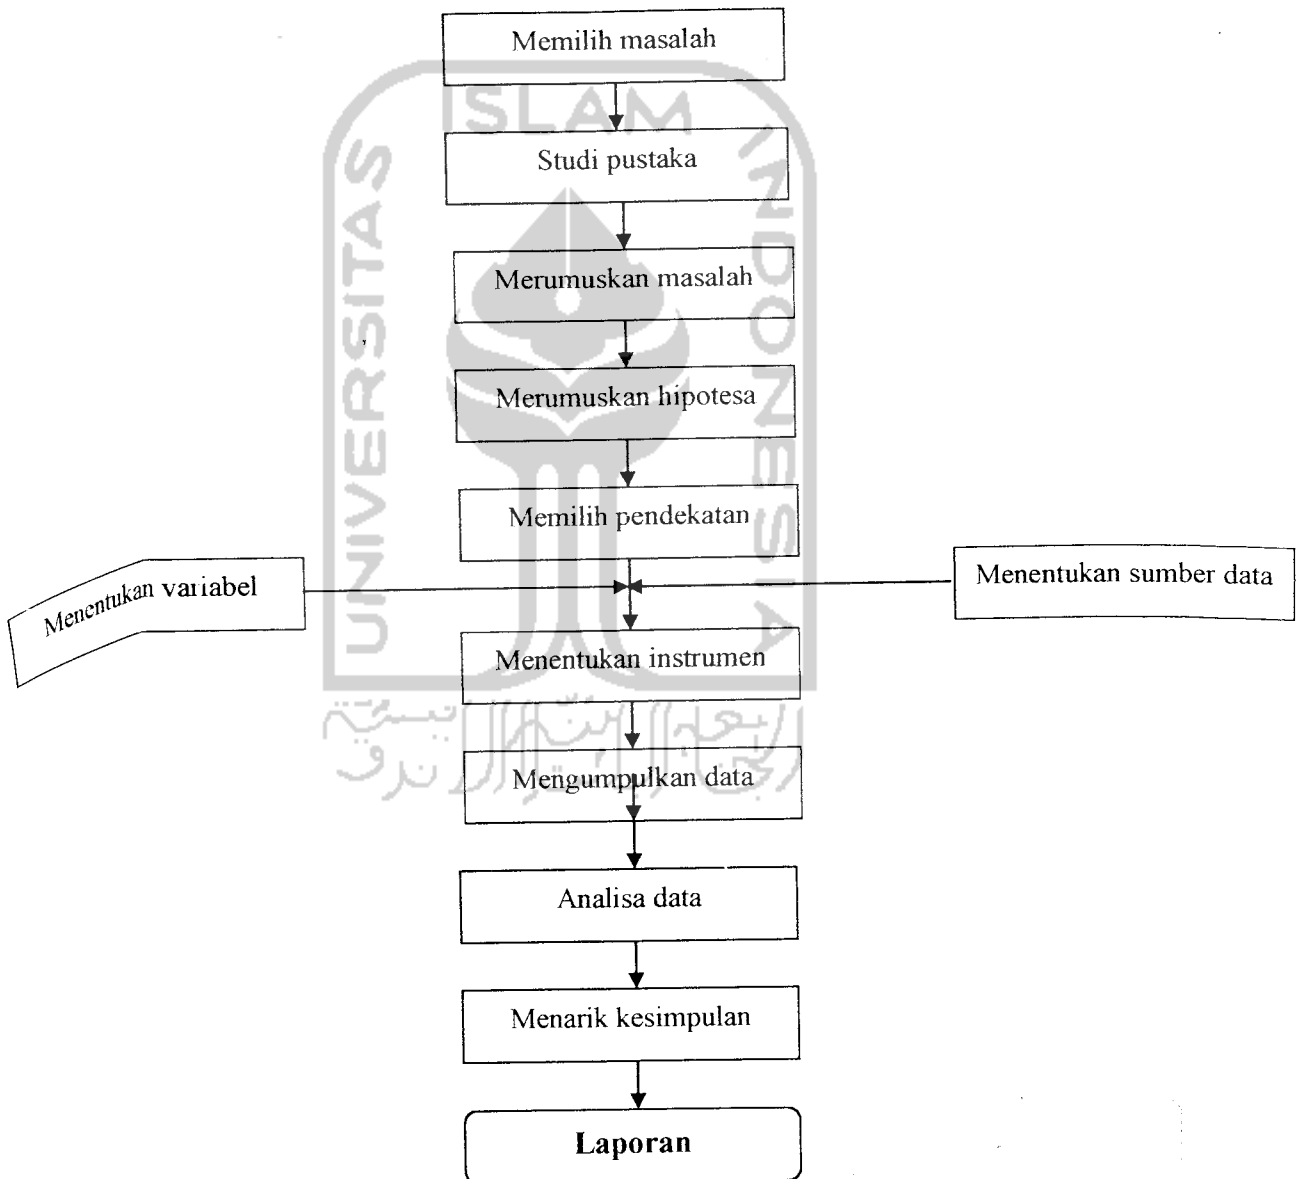 Memilih masalah
ISLAM
Studi pustaka
UNIVERSITAS
INDONESIA
Merumuskan masalah
Merumuskan hipotesa
Memilih pendekatan
Menentukan variabel
Menentukan sumber data
Menentukan instrumen
Mengumpulkan data
Analisa data
Menarik kesimpulan
Laporan